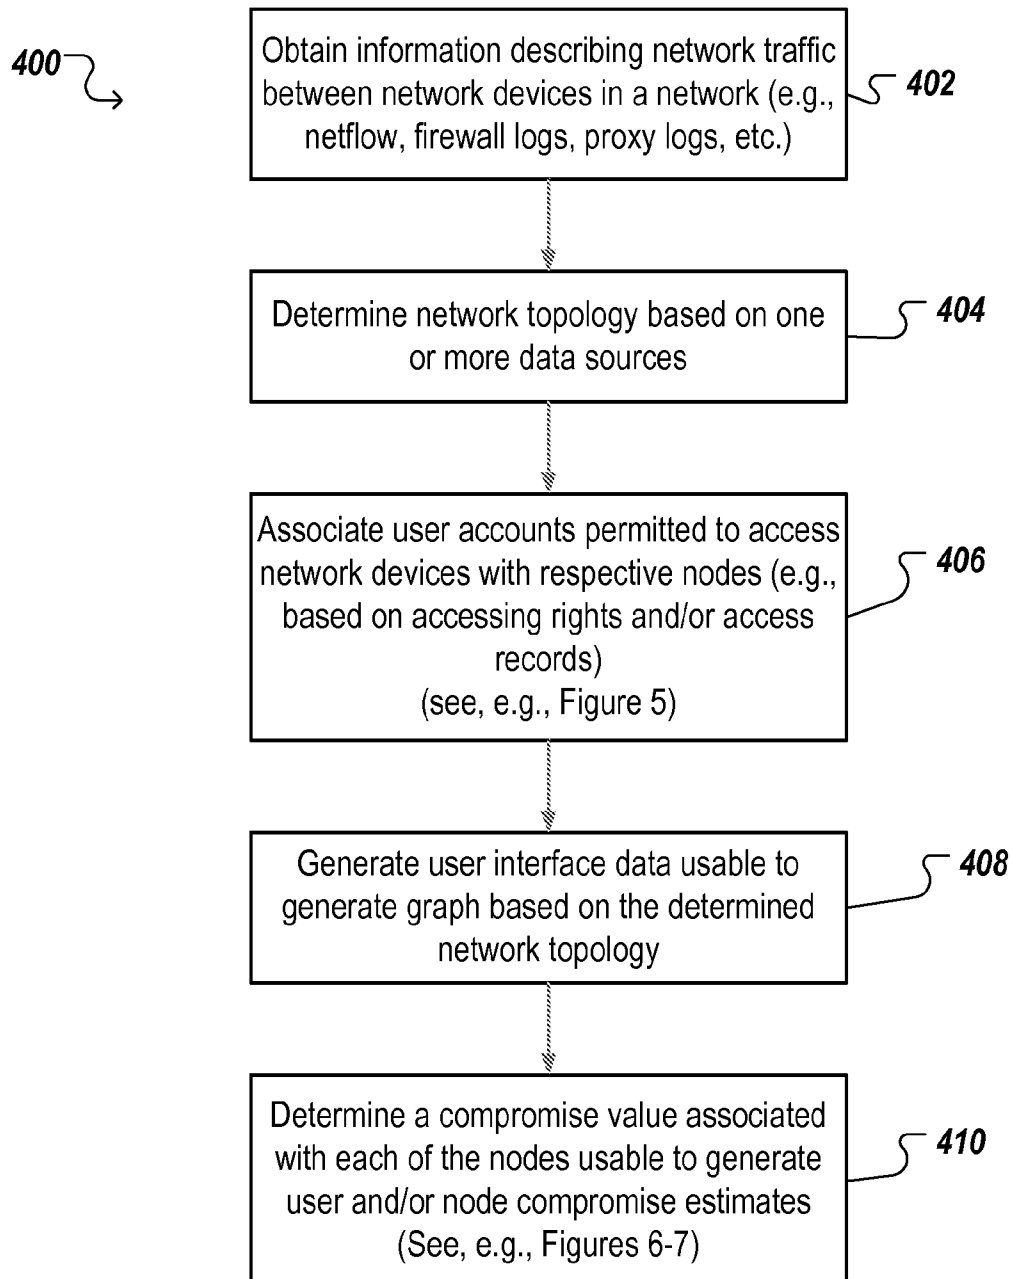 400
Obtain information describing network traffic
between network devices in a network (e.g.,
netflow, firewall logs, proxy logs, etc.)
402
Determine network topology based on one
or more data sources
404
Associate user accounts permitted to access
network devices with respective nodes (e.g.,
based on accessing rights and/or access
records)
(see, e.g., Figure 5)
406
Generate user interface data usable to
generate graph based on the determined
network topology
408
Determine a compromise value associated
with each of the nodes usable to generate
user and/or node compromise estimates
(See, e.g., Figures 6-7)
410